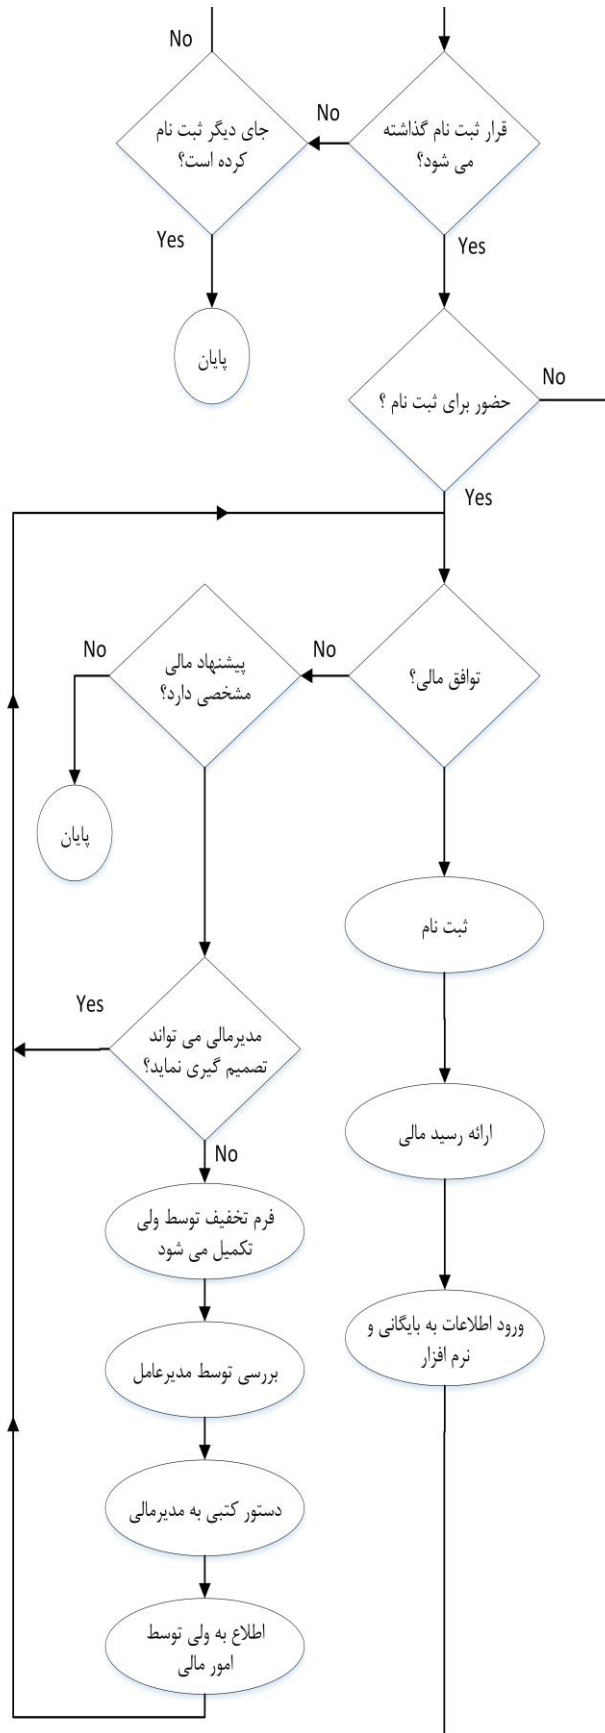 No
جای دیگر ثبت نام
کرده است؟
No
قرار ثبت نام گذاشته
می شود؟
Yes
Yes
پایان
حضور برای ثبت نام ؟
No
Yes
No
پیشنهاد مالی
مشخصی دارد؟
No
توافق مالی؟
پایان
ثبت نام
Yes
مدیرمالی می تواند
تصمیم گیری نماید؟
No
ارائه رسید مالی
فرم تخفیف توسط ولی
تکمیل می شود
ورود اطلاعات به بایگانی و
نرم افزار
بررسی توسط مدیرعامل
دستور کتبی به مدیرمالی
اطلاع به ولی توسط
امور مالی